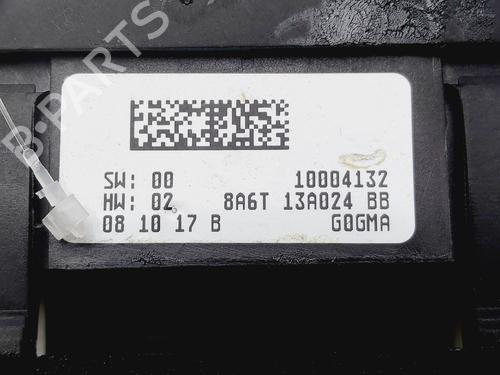 B-PARTS
SW: 00 10004132
HW: 02 8A6T 13A024 BB
08 10 17 B G0GMA